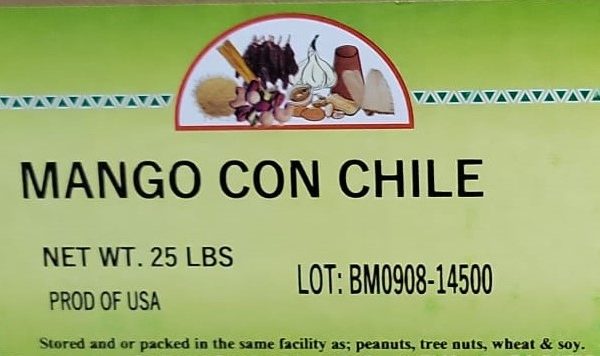 MANGO CON CHILE
NET WT. 25 LBS
LOT: BM0908-14500
PROD OF USA
Stored and or packed in the same facility as; peanuts, tree nuts, wheat & soy.